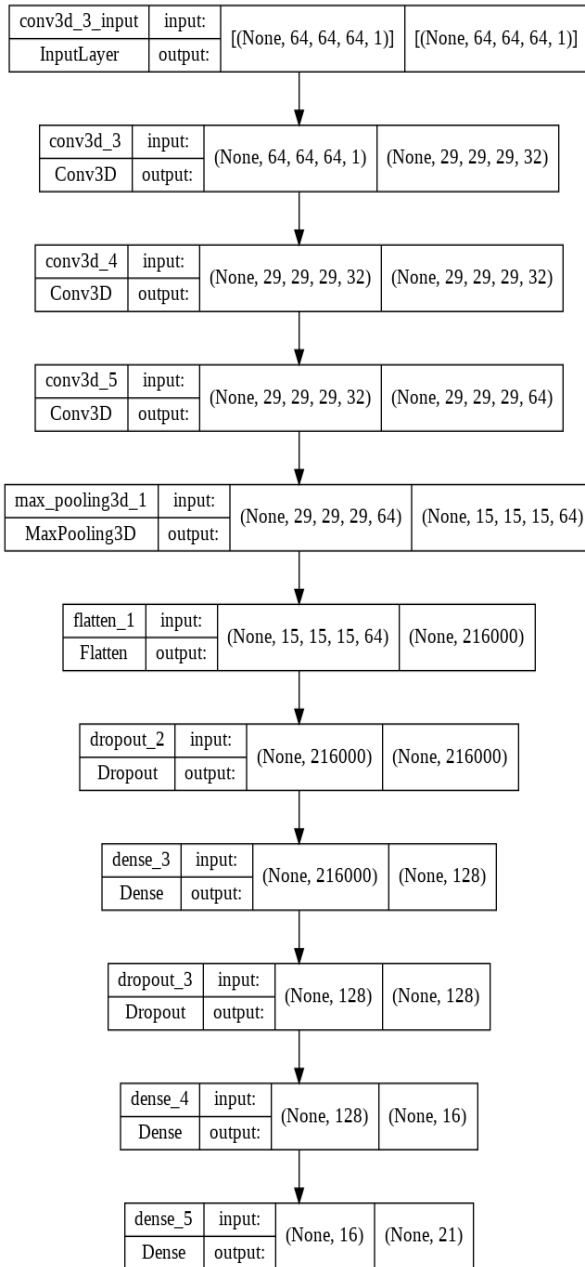 conv3d_3_input input: [(None, 64, 64, 64, 1)] [(None, 64, 64, 64, 1)]
InputLayer output:
conv3d_3 input: (None, 64, 64, 64, 1) (None, 29, 29, 29, 32)
Conv3D output:
conv3d_4 input: (None, 29, 29, 29, 32) (None, 29, 29, 29, 32)
Conv3D output:
conv3d_5 input: (None, 29, 29, 29, 32) (None, 29, 29, 29, 64)
Conv3D output:
max_pooling3d_1 input: (None, 29, 29, 29, 64) (None, 15, 15, 15, 64)
MaxPooling3D output:
flatten_1 input: (None, 15, 15, 15, 64) (None, 216000)
Flatten output:
dropout_2 input: (None, 216000) (None, 216000)
Dropout output:
dense_3 input: (None, 216000) (None, 128)
Dense output:
dropout_3 input: (None, 128) (None, 128)
Dropout output:
dense_4 input: (None, 128) (None, 16)
Dense output:
dense_5 input: (None, 16) (None, 21)
Dense output: